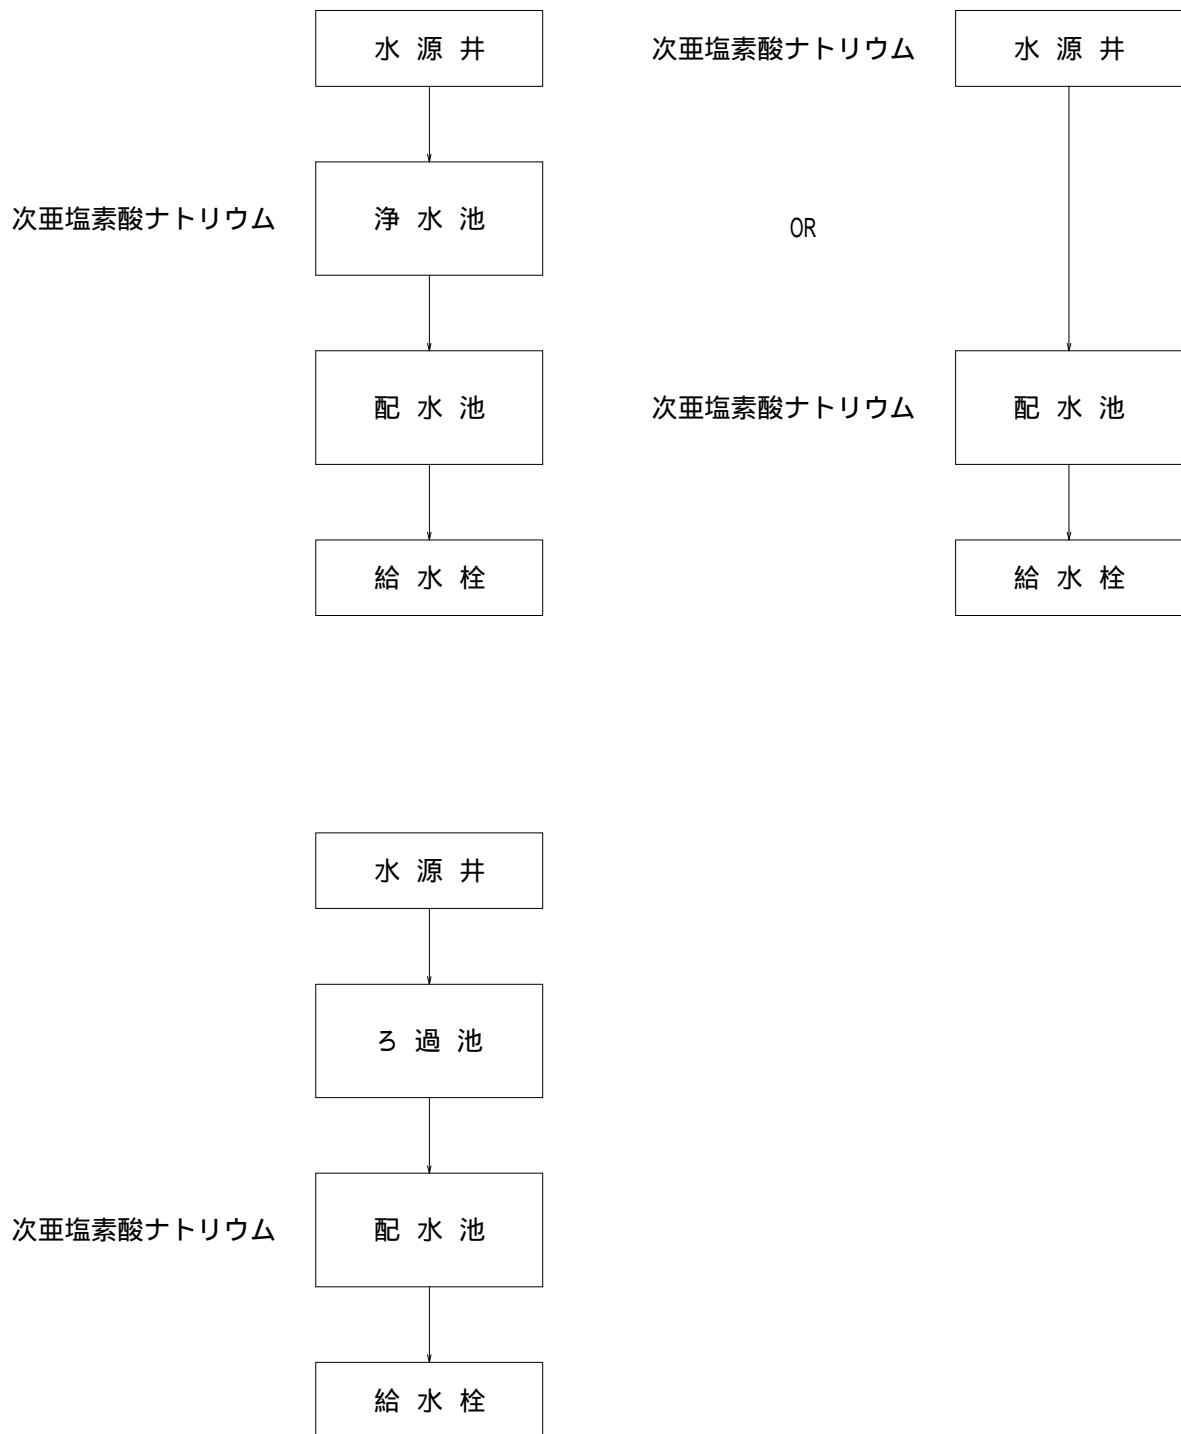 水 源 井
次亜塩素酸ナトリウム
浄 水 池
配 水 池
給 水 栓
次亜塩素酸ナトリウム
水 源 井
OR
次亜塩素酸ナトリウム
配 水 池
給 水 栓
水 源 井
ろ 過 池
次亜塩素酸ナトリウム
配 水 池
給 水 栓